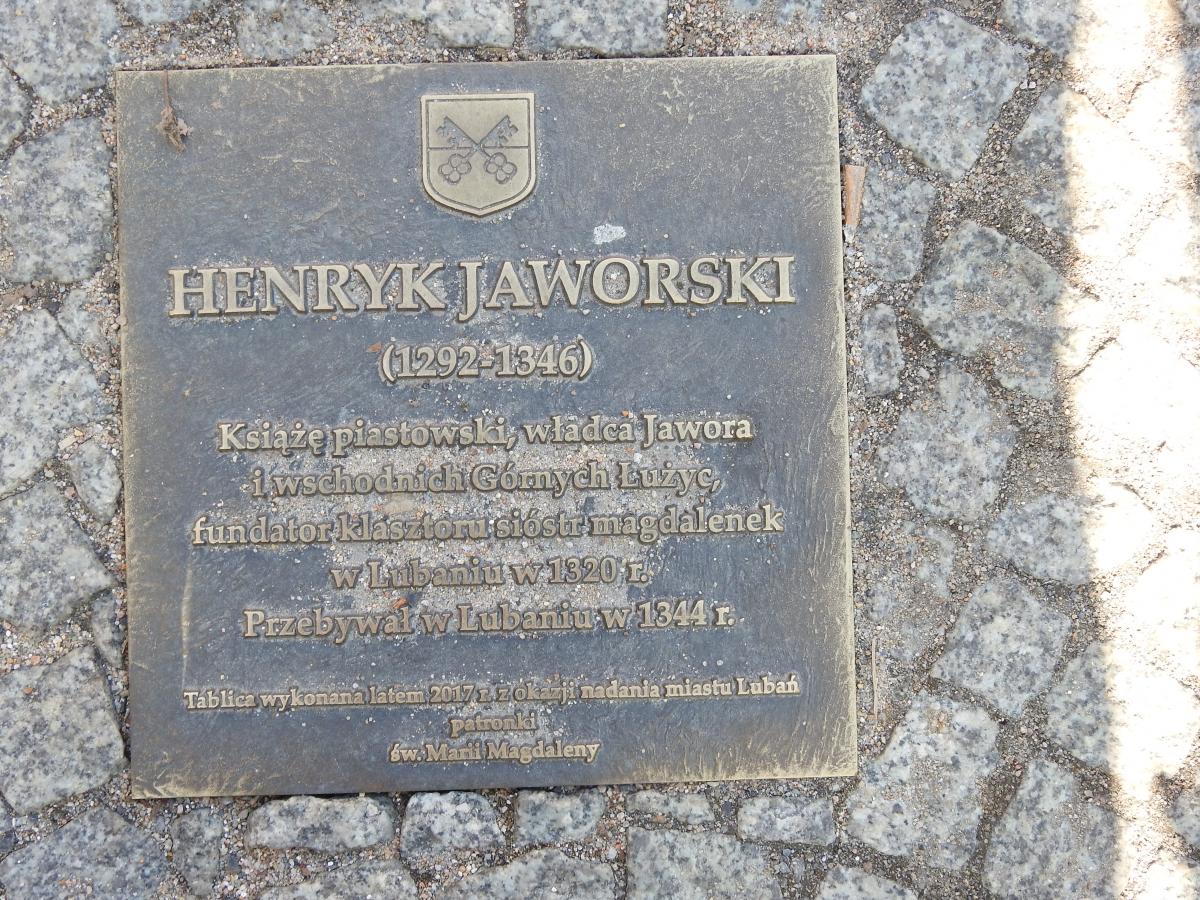 HENRYK JAWORSKI
(1292-1346)
Książę piastowski, władca Jawora
i wschodnich Górnych Łużyc,
fundator klasztoru sióstr magdalenek
w Lubaniu w 1320 r.
Przebywał w Lubaniu w 1344 r.
Tablica wykonana latem 2017 r. z okazji nadania miastu Lubań
patronki
św. Marii Magdaleny